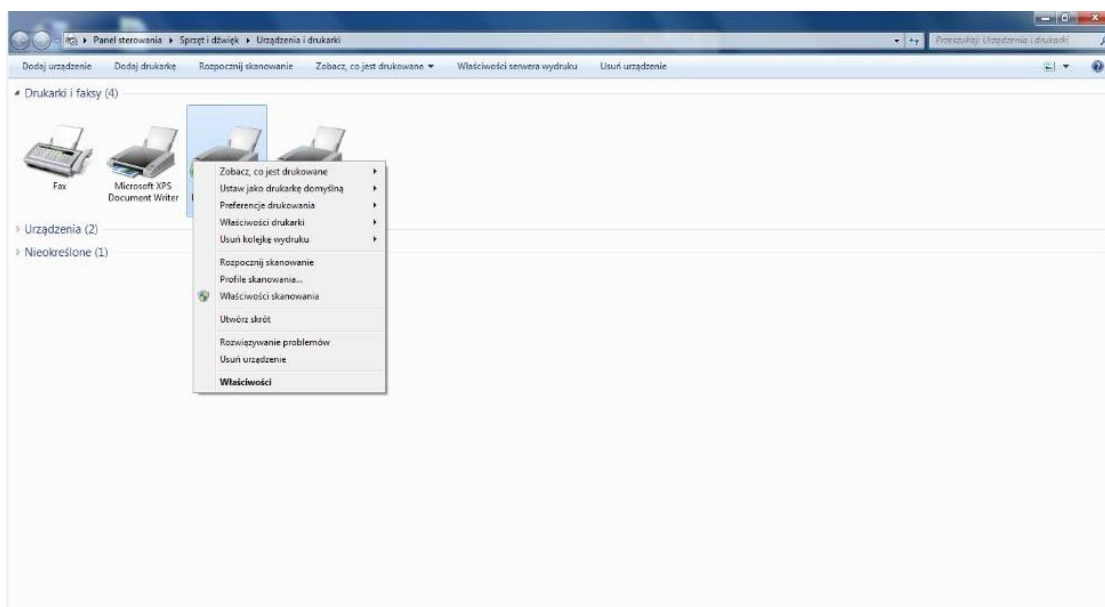 Panel sterowania ▸ Sprzęt i dźwięk ▸ Urządzenia i drukarki
Przeszukaj: Urządzenia i drukarki
Dodaj urządzenie Dodaj drukarkę Rozpocznij skanowanie Zobacz, co jest drukowane Właściwości serwera wydruku Usuń urządzenie
Drukarki i faksy (4)
Fax
Microsoft XPS
Document Writer
Zobacz, co jest drukowane
Ustaw jako drukarkę domyślną
Preferencje drukowania
Właściwości drukarki
Usuń kolejkę wydruku
Rozpocznij skanowanie
Profile skanowania...
Właściwości skanowania
Utwórz skrót
Rozwiązywanie problemów
Usuń urządzenie
Właściwości
Urządzenia (2)
Nieokreślone (1)